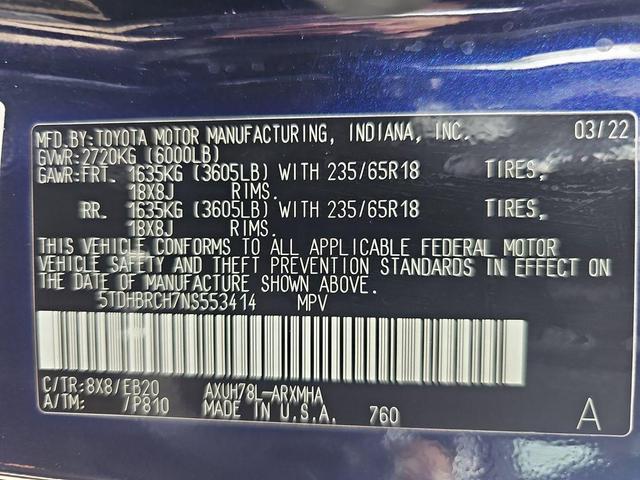 MFD.BY:TOYOTA MOTOR MANUFACTURING, INDIANA, INC. 03/22
GVWR:2720KG (6000LB)
GAWR:FRT. 1635KG (3605LB) WITH 235/65R18 TIRES,
18X8J RIMS.
RR. 1635KG (3605LB) WITH 235/65R18 TIRES,
18X8J RIMS.
THIS VEHICLE CONFORMS TO ALL APPLICABLE FEDERAL MOTOR
VEHICLE SAFETY AND THEFT PREVENTION STANDARDS IN EFFECT ON
THE DATE OF MANUFACTURE SHOWN ABOVE.
5TDHBRCH7NS553414 MPV
C/TR:8X8/EB20 AXUH78L-ARXMHA
A/TM: /P810 MADE IN U.S.A. 760 A